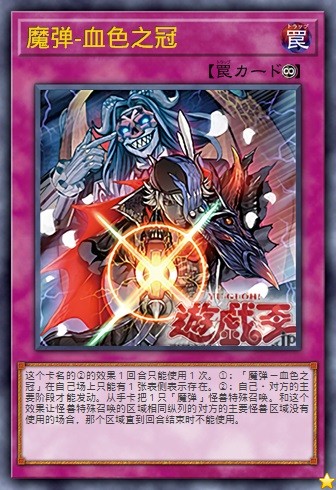 魔弹-血色之冠
トラップ
罠
【罠カード】
YU-GI-OH!
遊戯王
JP
这个卡名的②的效果1回合只能使用1次。①:「魔弹-血色之
冠」在自己场上只能有1张表侧表示存在。②:自己·对方的主
要阶段才能发动。从手卡把1只「魔弹」怪兽特殊召唤。和这个
效果让怪兽特殊召唤的区域相同纵列的对方的主要怪兽区域没有
使用的场合,那个区域直到回合结束时不能使用。